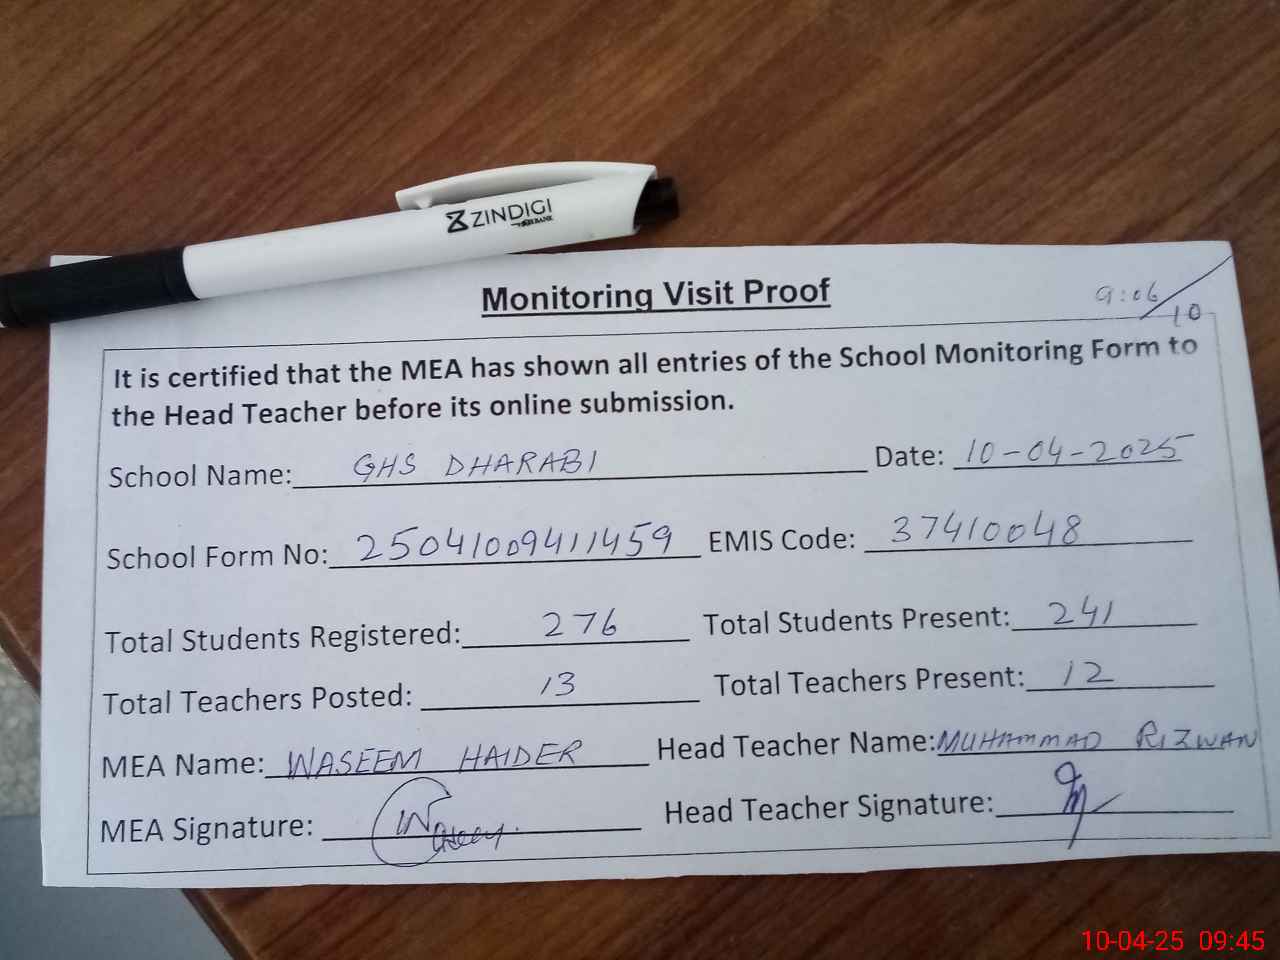 ZINDIGI
Monitoring Visit Proof
9:06/10
It is certified that the MEA has shown all entries of the School Monitoring Form to
the Head Teacher before its online submission.
School Name: GHS DHARABI Date: 10-04-2025
School Form No: 25041009411459 EMIS Code: 37410048
Total Students Registered: 276 Total Students Present: 241
Total Teachers Posted: 13 Total Teachers Present: 12
MEA Name: WASEEM HAIDER Head Teacher Name: MUHAMMAD RIZWAN
MEA Signature: Head Teacher Signature:
10-04-25 09:45